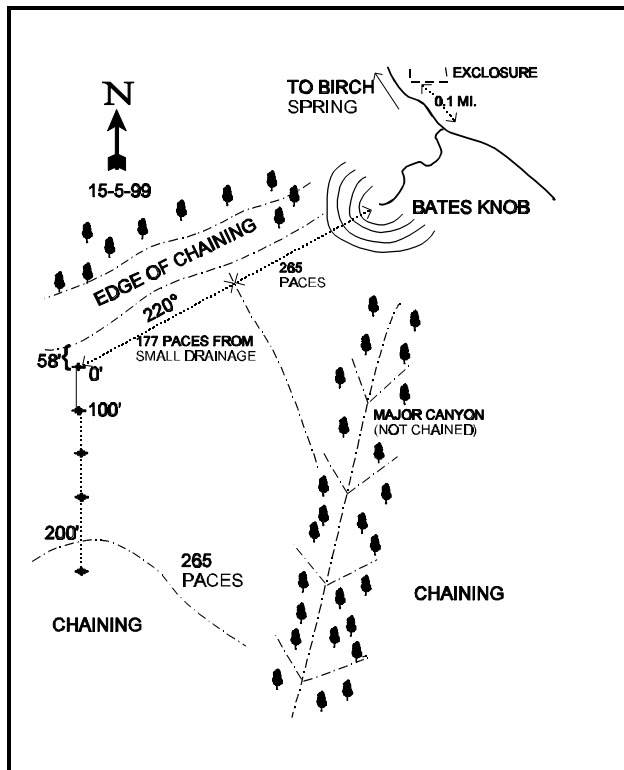 EXCLOSURE
TO BIRCH
SPRING
0.1 MI.
N
15-5-99
BATES KNOB
EDGE OF CHAINING
265
PACES
220°
177 PACES FROM
SMALL DRAINAGE
58'{
0'
100'
MAJOR CANYON
(NOT CHAINED)
200'
265
PACES
CHAINING
CHAINING